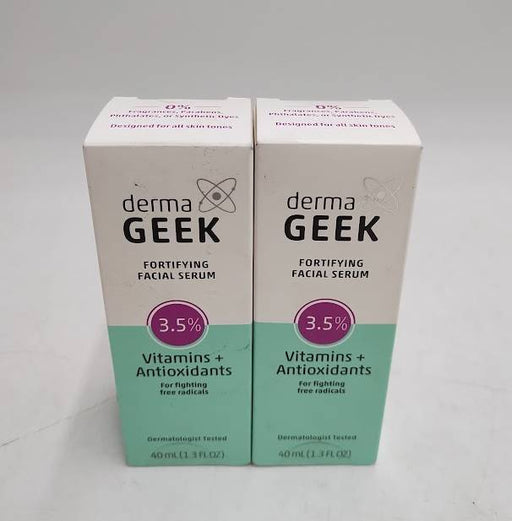 0%
Fragrances, Parabens,
Phthalates, or Synthetic Dyes
Designed for all skin tones
derma
GEEK
FORTIFYING
FACIAL SERUM
3.5%
Vitamins +
Antioxidants
For fighting
free radicals
Dermatologist Tested
40 mL (1.3 FL OZ)
0%
Fragrances, Parabens,
Phthalates, or Synthetic Dyes
Designed for all skin tones
derma
GEEK
FORTIFYING
FACIAL SERUM
3.5%
Vitamins +
Antioxidants
For fighting
free radicals
Dermatologist Tested
40 mL (1.3 FL OZ)